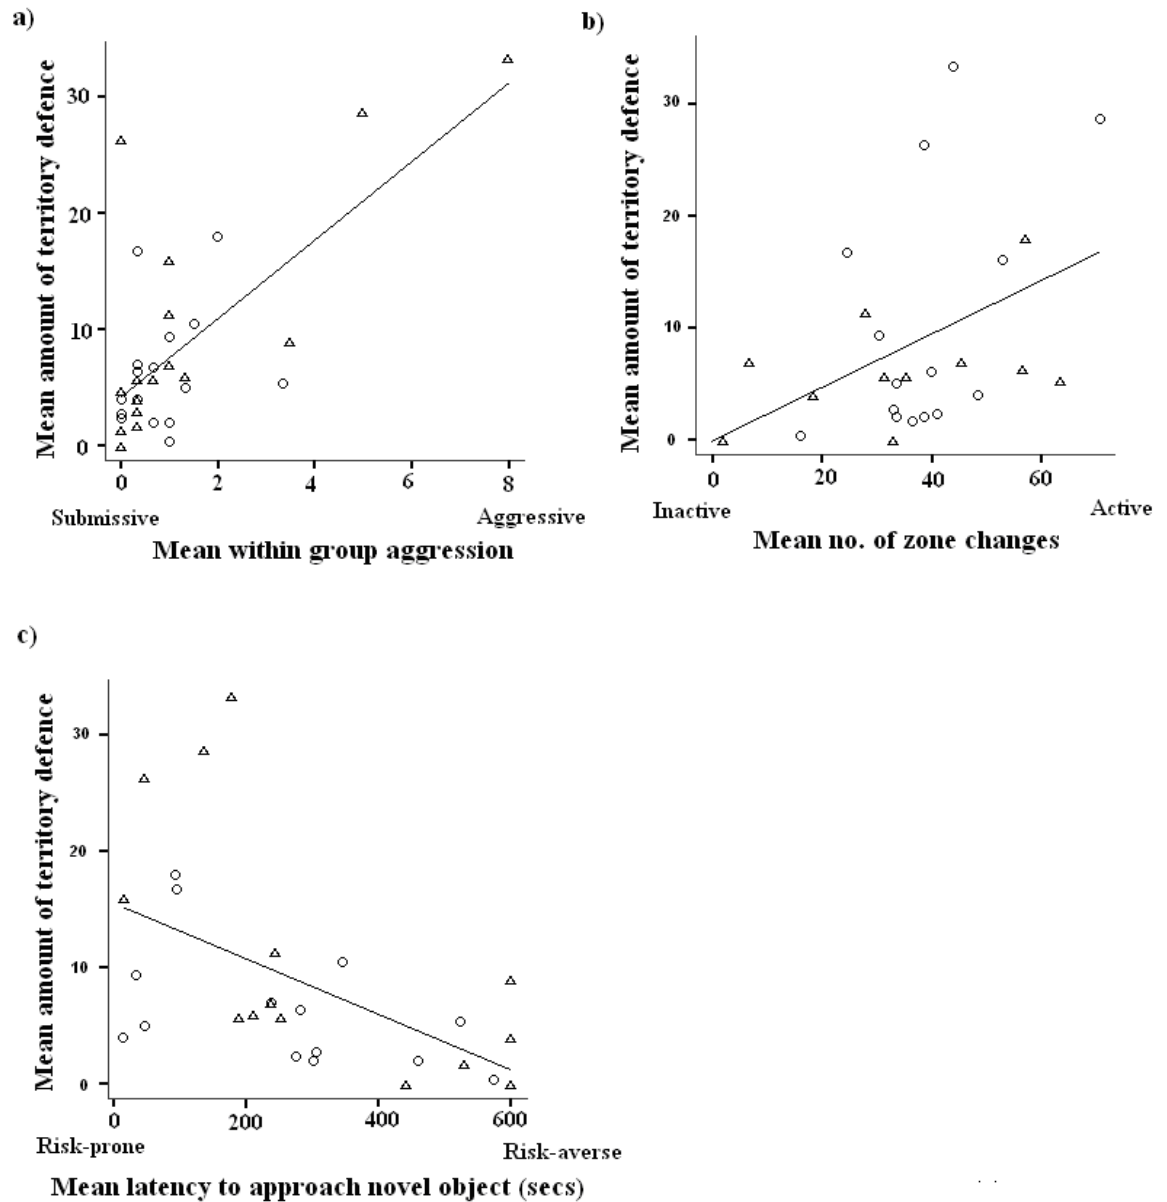 a)
Mean amount of territory defence
30
20
10
0
0 2 4 6 8
Submissive Aggressive
Mean within group aggression
b)
Mean amount of territory defence
30
20
10
0
0 20 40 60
Inactive Active
Mean no. of zone changes
c)
Mean amount of territory defence
30
20
10
0
0 200 400 600
Risk-prone Risk-averse
Mean latency to approach novel object (secs)